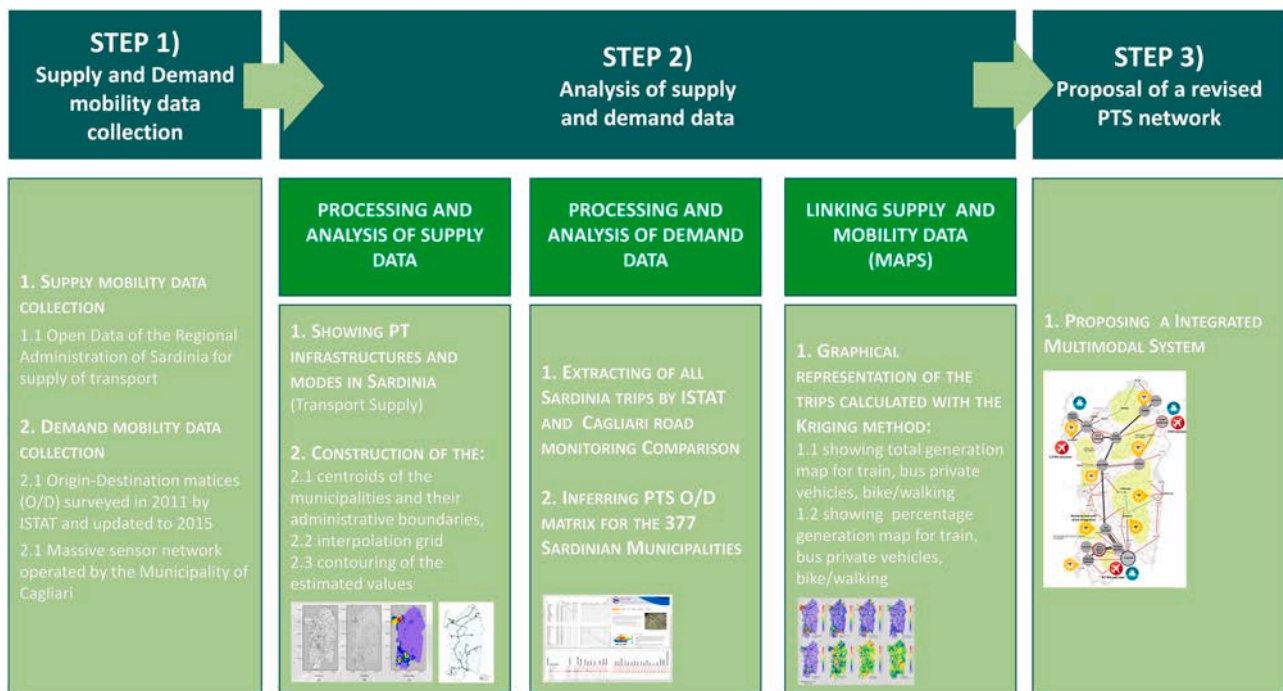 STEP 1)
Supply and Demand
mobility data
collection
STEP 2)
Analysis of supply
and demand data
STEP 3)
Proposal of a revised
PTS network
1. SUPPLY MOBILITY DATA
COLLECTION
1.1 Open Data of the Regional
Administration of Sardinia for
supply of transport
2. DEMAND MOBILITY DATA
COLLECTION
2.1 Origin-Destination matices
(O/D) surveyed in 2011 by
ISTAT and updated to 2015
2.1 Massive sensor network
operated by the Municipality of
Cagliari
PROCESSING AND
ANALYSIS OF SUPPLY
DATA
1. SHOWING PT
INFRASTRUCTURES AND
MODES IN SARDINIA
(Transport Supply)
2. CONSTRUCTION OF THE:
2.1 centroids of the
municipalities and their
administrative boundaries,
2.2 interpolation grid
2.3 contouring of the
estimated values
PROCESSING AND
ANALYSIS OF DEMAND
DATA
1. EXTRACTING OF ALL
SARDINIA TRIPS BY ISTAT
AND CAGLIARI ROAD
MONITORING COMPARISON
2. INFERRING PTS O/D
MATRIX FOR THE 377
SARDINIAN MUNICIPALITIES
LINKING SUPPLY AND
MOBILITY DATA
(MAPS)
1. GRAPHICAL
REPRESENTATION OF THE
TRIPS CALCULATED WITH THE
KRIGING METHOD:
1.1 showing total generation
map for train, bus private
vehicles, bike/walking
1.2 showing percentage
generation map for train,
bus private vehicles,
bike/walking
1. PROPOSING A INTEGRATED
MULTIMODAL SYSTEM